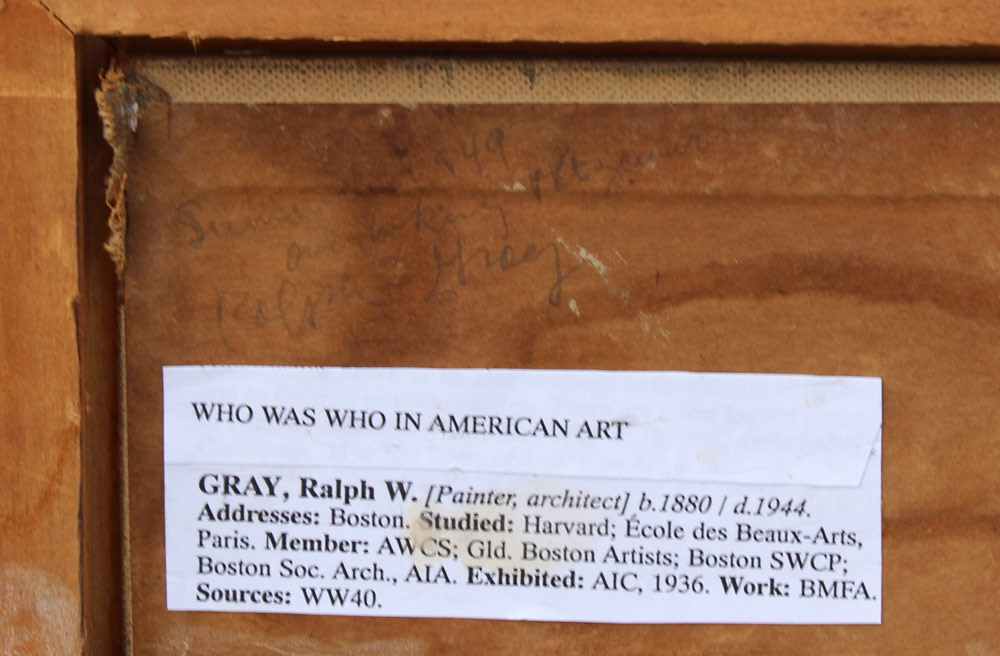 Ralph Gray
WHO WAS WHO IN AMERICAN ART
GRAY, Ralph W. [Painter, architect] b.1880 / d.1944.
Addresses: Boston. Studied: Harvard; École des Beaux-Arts,
Paris. Member: AWCS; Gld. Boston Artists; Boston SWCP;
Boston Soc. Arch., AIA. Exhibited: AIC, 1936. Work: BMFA.
Sources: WW40.